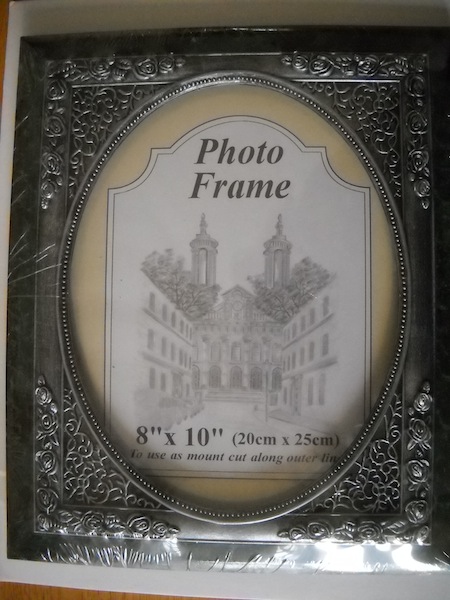 Photo
Frame
8"x 10" (20cm x 25cm)
To use as mount cut along outer line